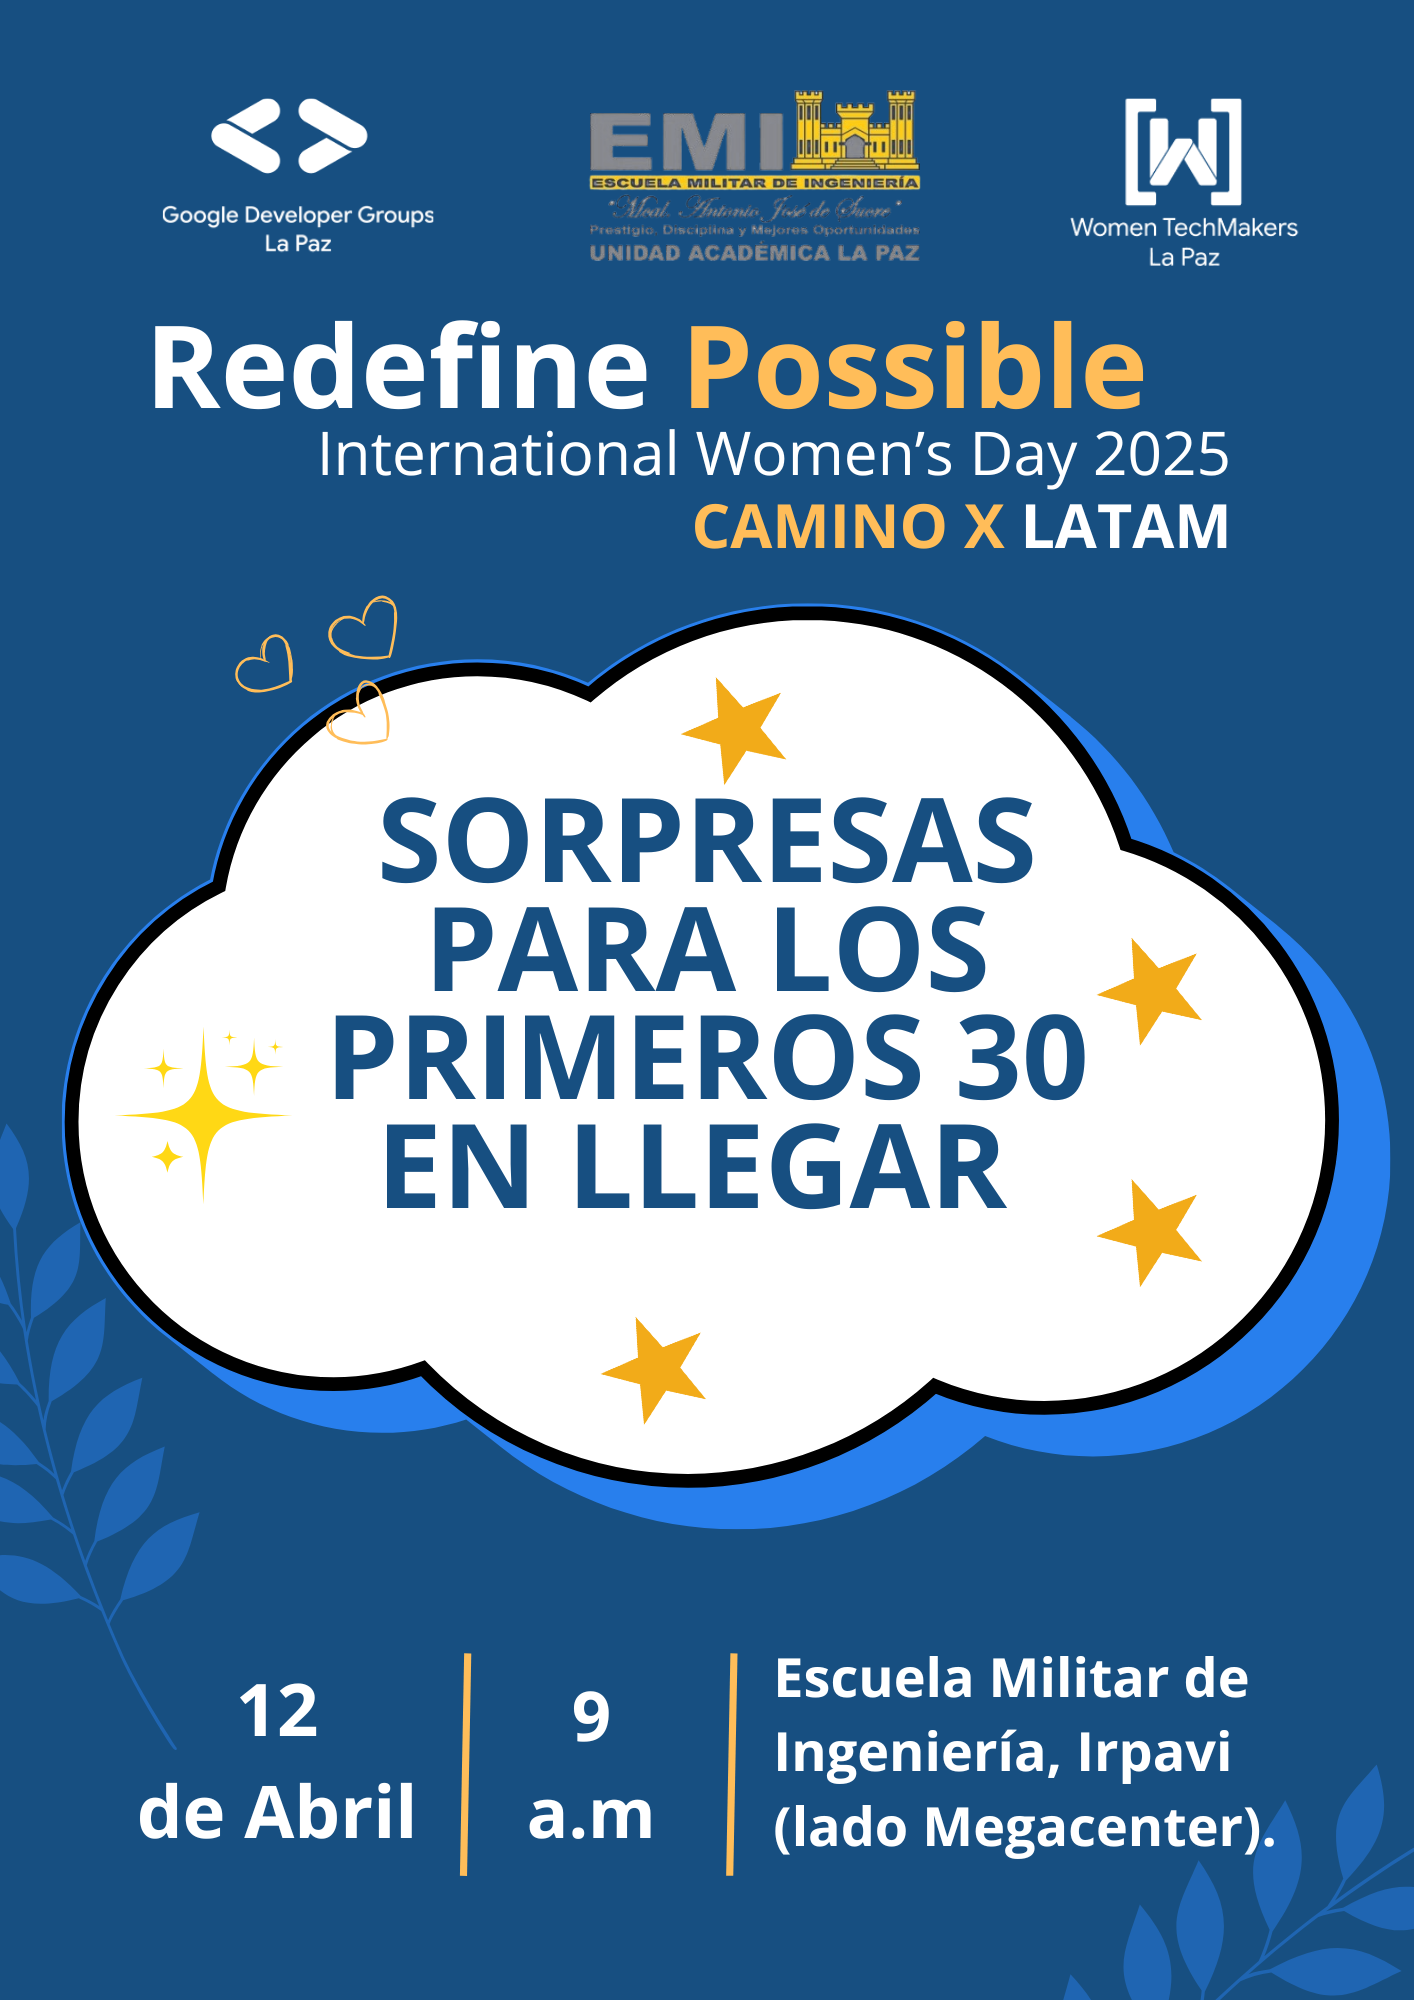 Google Developer Groups
La Paz
EMI
ESCUELA MILITAR DE INGENIERÍA
"Mcal. Antonio José de Sucre"
Prestigio, Disciplina y Mejores Oportunidades
UNIDAD ACADÉMICA LA PAZ
Women TechMakers
La Paz
Redefine Possible
International Women’s Day 2025
CAMINO X LATAM
SORPRESAS
PARA LOS
PRIMEROS 30
EN LLEGAR
12
de Abril
9
a.m
Escuela Militar de
Ingeniería, Irpavi
(lado Megacenter).